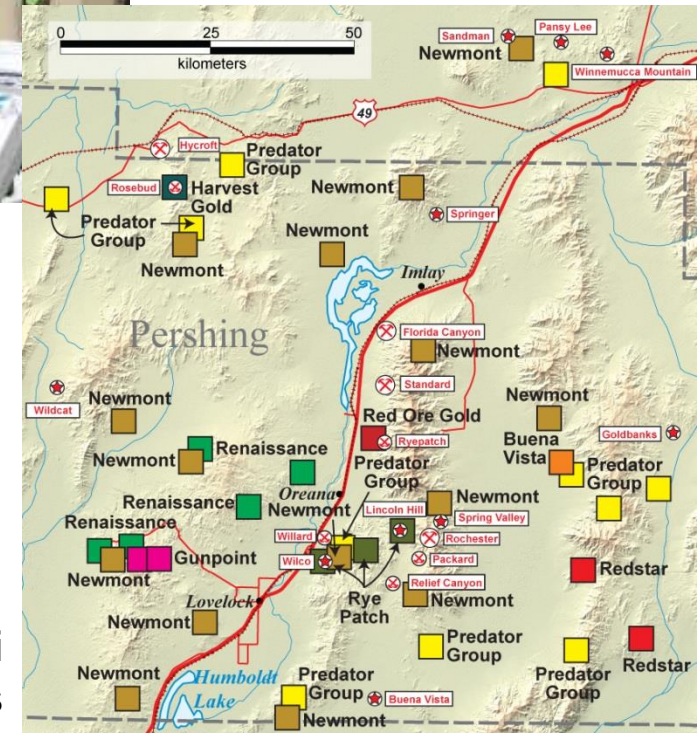 0 25 50
kilometers
Sandman
Pansy Lee
Newmont
Winnemucca Mountain
49
Hycroft
Predator
Group
Rosebud
Harvest
Gold
Newmont
Springer
Predator
Group
Newmont
Newmont
Imlay
Pershing
Florida Canyon
Newmont
Standard
Wildcat
Newmont
Red Ore Gold
Ryepatch
Newmont
Buena
Vista
Goldbanks
Renaissance
Newmont
Predator
Group
Predator
Group
Oreana
Renaissance
Newmont
Newmont
Lincoln Hill
Spring Valley
Renaissance
Willard
Rochester
Gunpoint
Wilco
Packard
Newmont
Relief Canyon
Redstar
Rye
Patch
Newmont
Lovelock
Newmont
Predator
Group
Redstar
Predator
Group
Newmont
Humboldt
Lake
Predator
Group
Buena Vista
Newmont